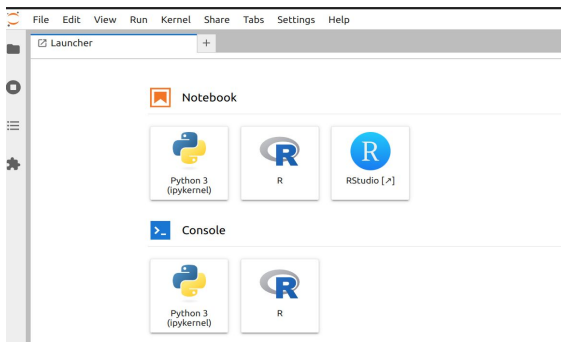 File Edit View Run Kernel Share Tabs Settings Help
Launcher +
Notebook
Python 3
(ipykernel)
R
RStudio [↗]
Console
Python 3
(ipykernel)
R